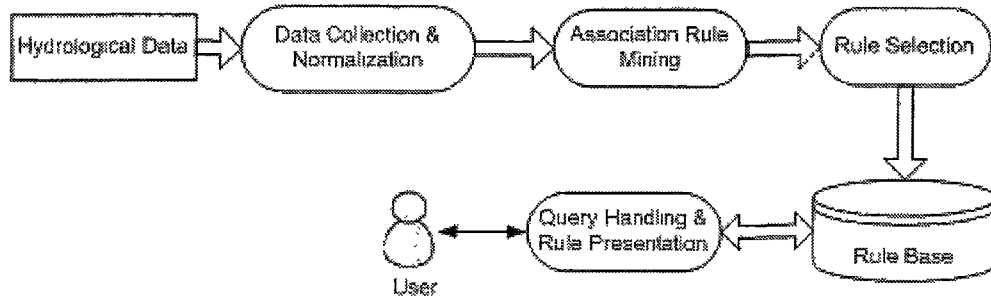 Hydrological Data
Data Collection &
Normalization
Association Rule
Mining
Rule Selection
Query Handling &
Rule Presentation
Rule Base
User